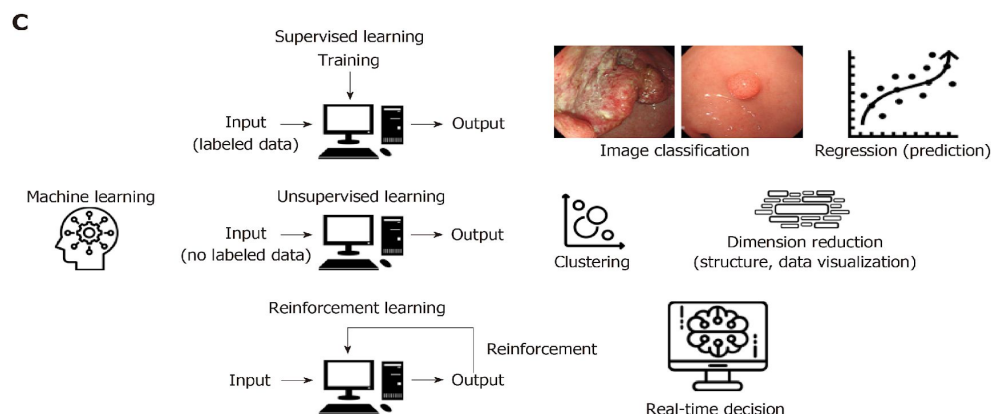 C
Supervised learning
Training
Input
(labeled data)
Output
Image classification
Regression (prediction)
Machine learning
Unsupervised learning
Input
(no labeled data)
Output
Clustering
Dimension reduction
(structure, data visualization)
Reinforcement learning
Reinforcement
Input
Output
Real-time decision